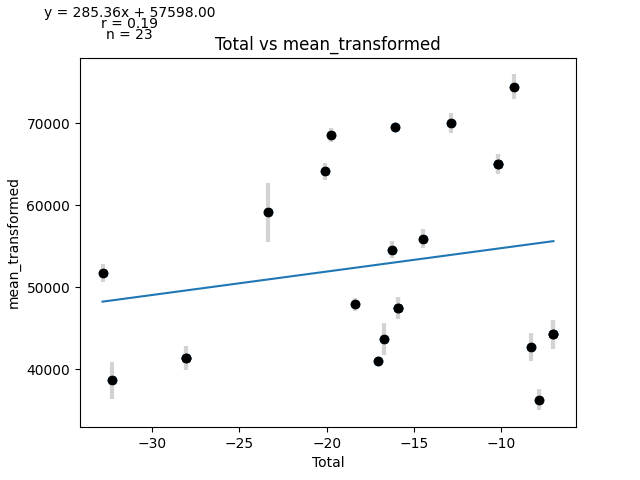 y = 285.36x + 57598.00
r = 0.19
n = 23
Total vs mean_transformed
mean_transformed
70000
60000
50000
40000
−30
−25
−20
−15
−10
Total